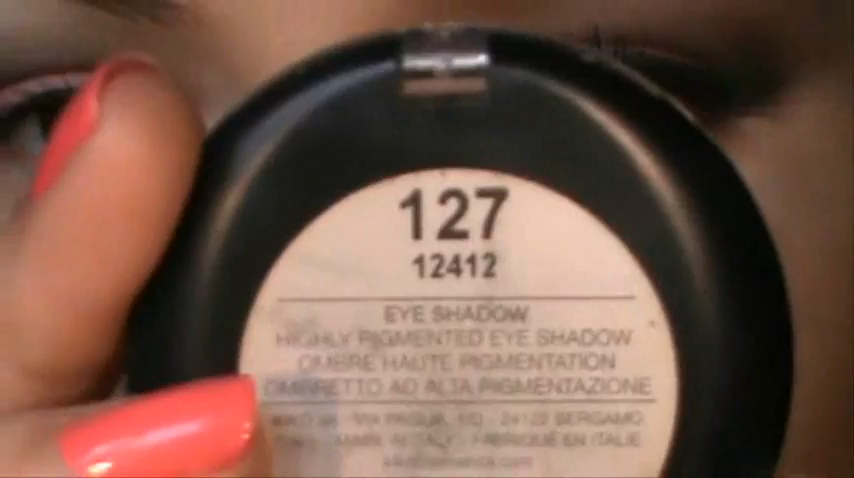 127
12412
EYE SHADOW
HIGHLY PIGMENTED EYE SHADOW
OMBRE HAUTE PIGMENTATION
OMBRETTO AD ALTA PIGMENTAZIONE
24129 BERGAMO
FABRIQUÉ EN ITALIE